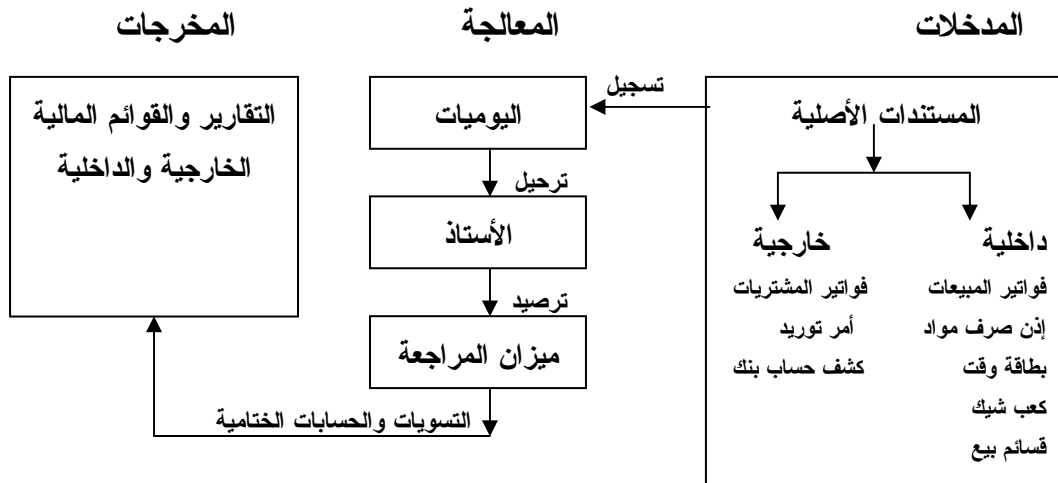 المدخلات
المعالجة
المخرجات
المستندات الأصلية
داخلية
فواتير المبيعات
إذن صرف مواد
بطاقة وقت
كعب شيك
قسائم بيع
خارجية
فواتير المشتريات
أمر توريد
كشف حساب بنك
تسجيل
اليوميات
ترحيل
الأستاذ
ترصيد
ميزان المراجعة
التسويات والحسابات الختامية
التقارير والقوائم المالية
الخارجية والداخلية